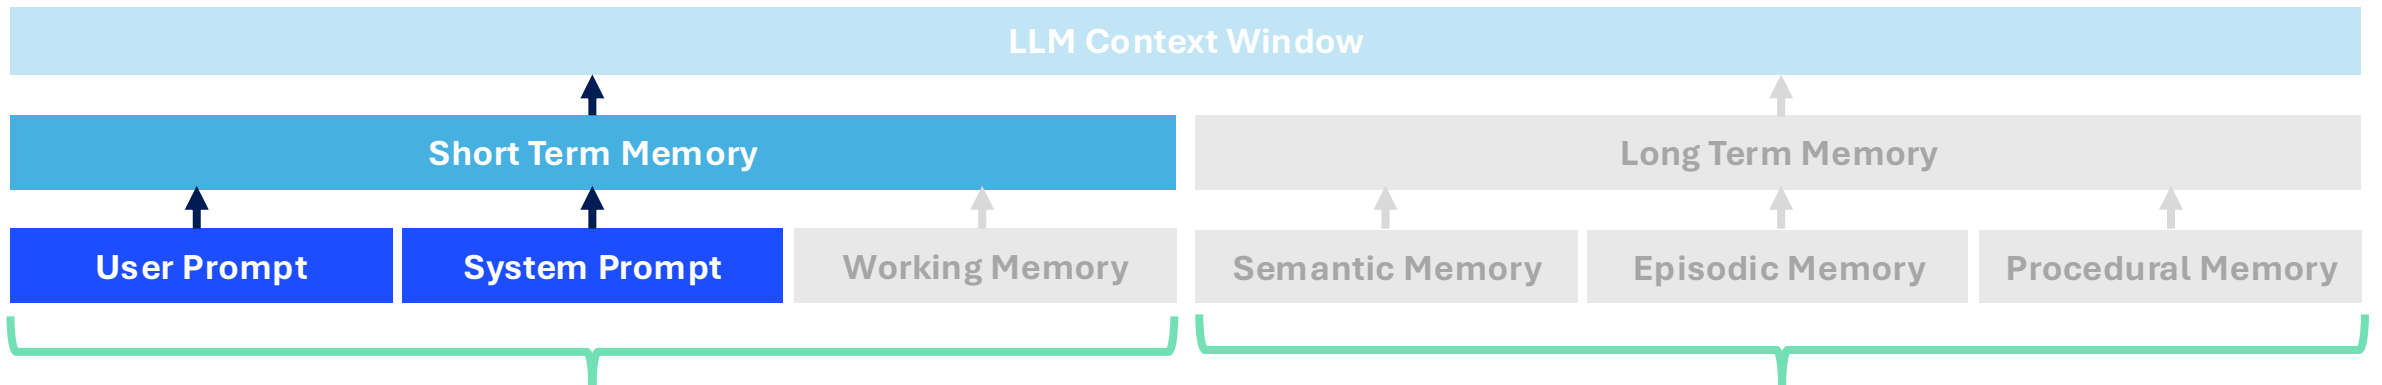 LLM Context Window
Short Term Memory
Long Term Memory
User Prompt
System Prompt
Working Memory
Semantic Memory
Episodic Memory
Procedural Memory